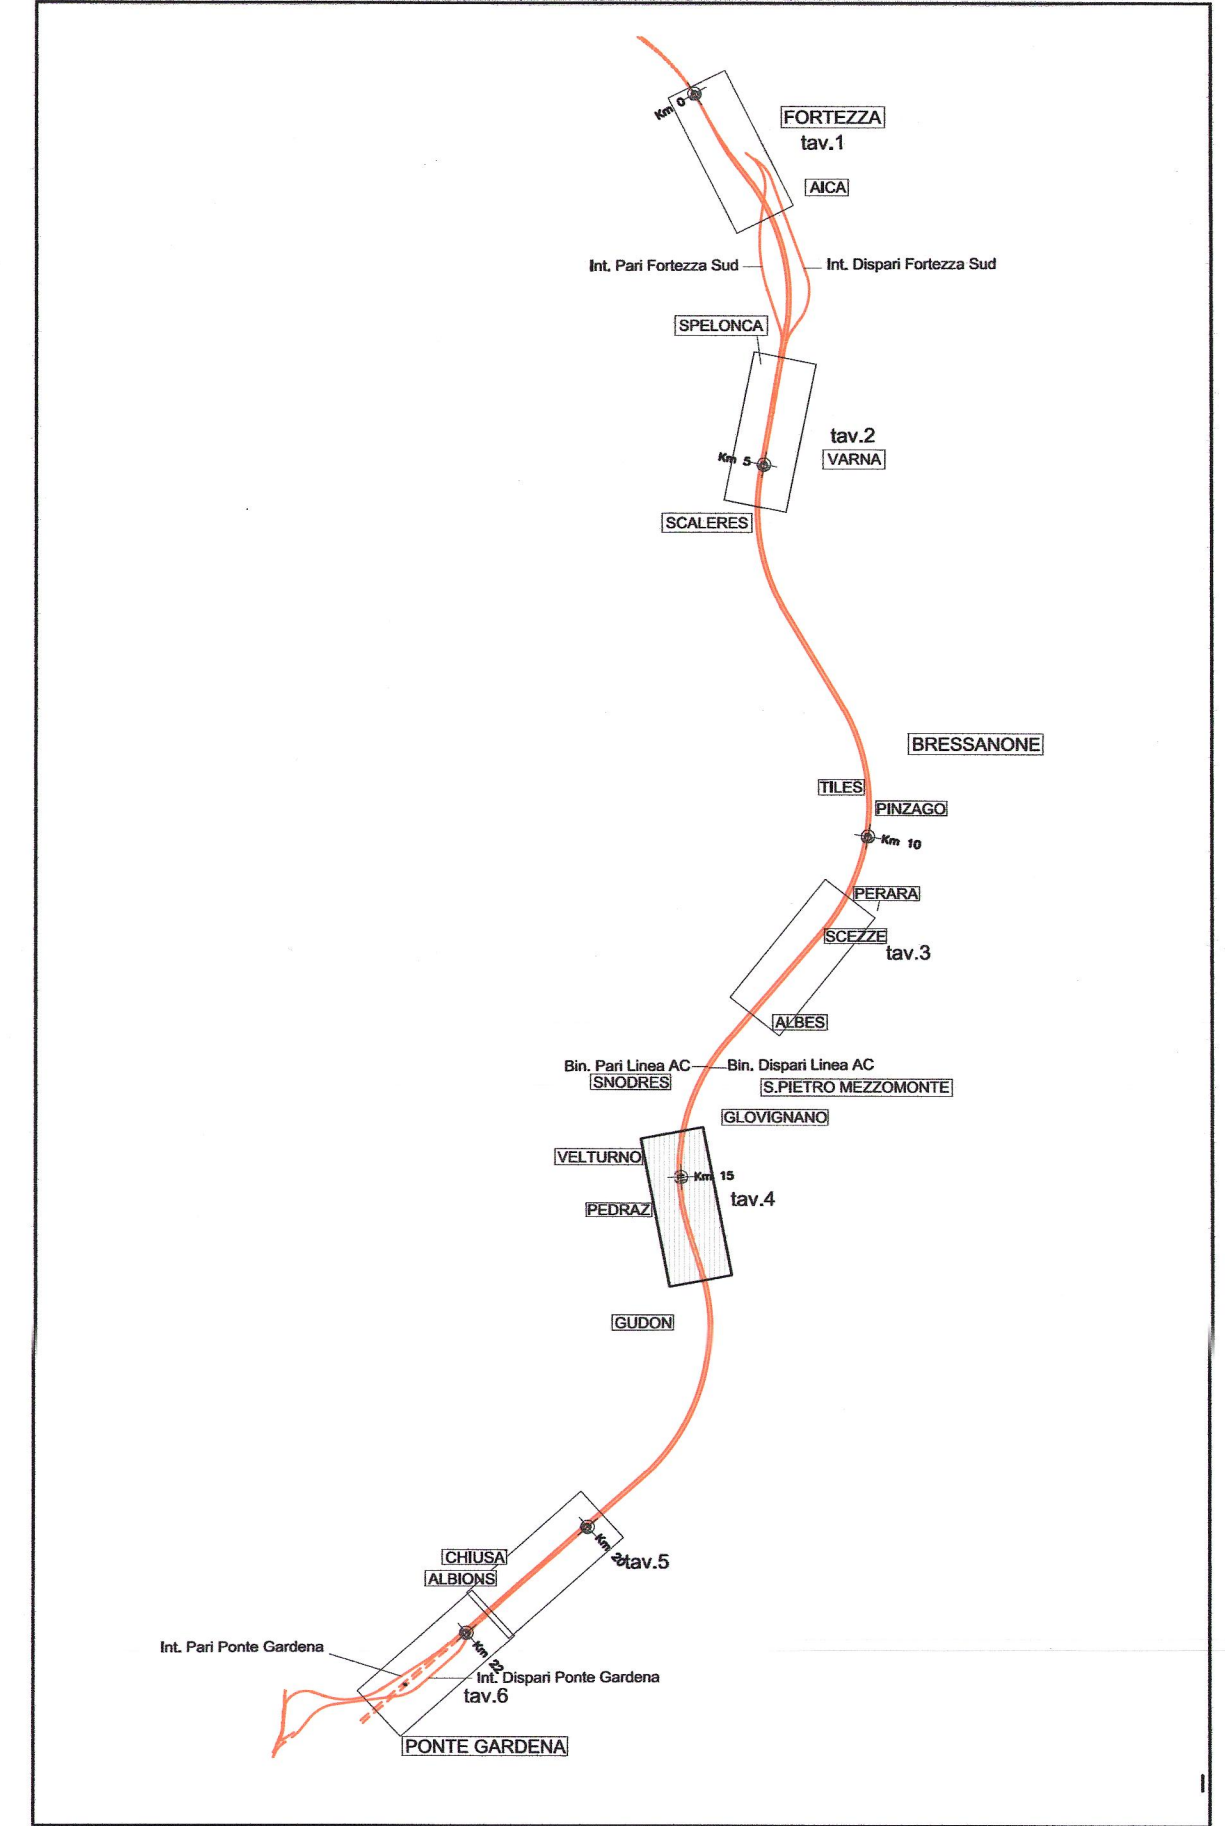 Km 0
FORTEZZA
tav.1
AICA
Int. Pari Fortezza Sud
Int. Dispari Fortezza Sud
SPELONCA
tav.2
Km 5
VARNA
SCALERES
BRESSANONE
TILES
PINZAGO
Km 10
PERARA
SCEZZE
tav.3
ALBES
Bin. Pari Linea AC
Bin. Dispari Linea AC
SNODRES
S.PIETRO MEZZOMONTE
GLOVIGNANO
VELTURNO
Km 15
tav.4
PEDRAZ
GUDON
Km 20
tav.5
CHIUSA
ALBIONS
Int. Pari Ponte Gardena
Km 22
Int. Dispari Ponte Gardena
tav.6
PONTE GARDENA